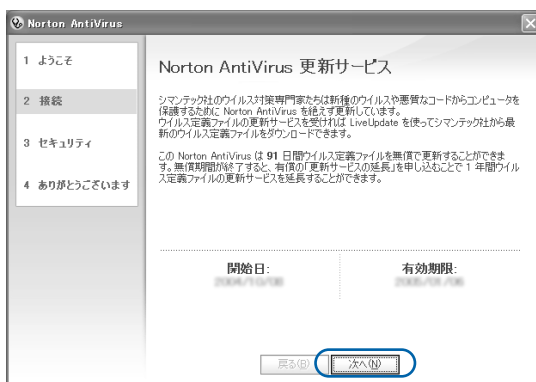 Norton AntiVirus
1 ようこそ
2 接続
3 セキュリティ
4 ありがとうございます
Norton AntiVirus 更新サービス
シマンテック社のウイルス対策専門家たちは新種のウイルスや悪質なコードからコンピュータを
保護するために Norton AntiVirus を絶えず更新しています。
ウイルス定義ファイルの更新サービスを受ければ LiveUpdate を使ってシマンテック社から最
新のウイルス定義ファイルをダウンロードできます。
この Norton AntiVirus は 91 日間ウイルス定義ファイルを無償で更新することができま
す。無償期間が終了すると、有償の「更新サービスの延長」を申し込むことで 1 年間ウイル
ス定義ファイルの更新サービスを延長することができます。
開始日:
有効期限:
戻る(B)
次へ(N)